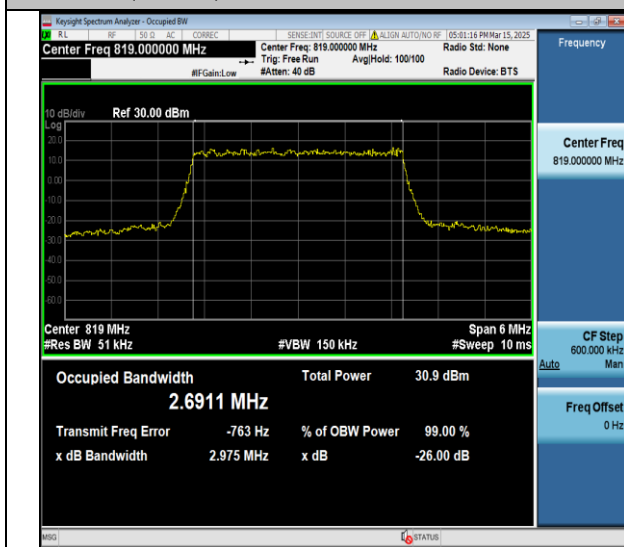 Keysight Spectrum Analyzer - Occupied BW
RL RF 50 Ω AC CORREC SENSE:INT SOURCE OFF ALIGN AUTO/NO RF 05:01:16 PM Mar 15, 2025
Center Freq 819.000000 MHz
Center Freq: 819.000000 MHz Radio Std: None
Trig: Free Run Avg|Hold: 100/100
#IFGain:Low #Atten: 40 dB Radio Device: BTS
Frequency
10 dB/div Ref 30.00 dBm
Log
20.0
10.0
0.00
-10.0
-20.0
-30.0
-40.0
-50.0
-60.0
Center Freq
819.000000 MHz
Center 819 MHz Span 6 MHz
#Res BW 51 kHz #VBW 150 kHz #Sweep 10 ms
CF Step
600.000 kHz
Auto Man
Occupied Bandwidth Total Power 30.9 dBm
2.6911 MHz
Transmit Freq Error -763 Hz % of OBW Power 99.00 %
x dB Bandwidth 2.975 MHz x dB -26.00 dB
Freq Offset
0 Hz
MSG STATUS